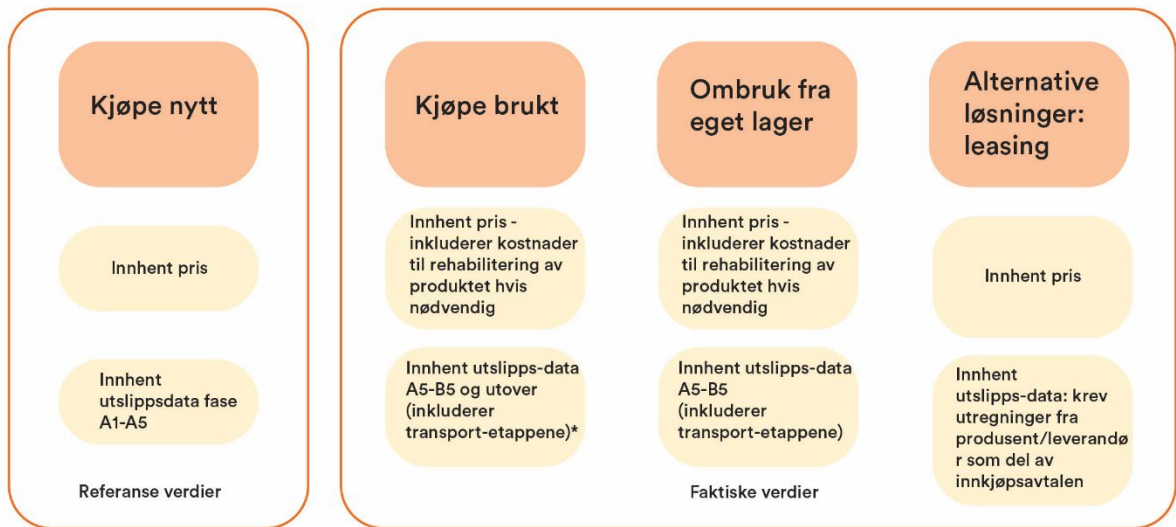 Kjøpe nytt
Innhent pris
Innhent
utslippsdata fase
A1-A5
Referanse verdier
Kjøpe brukt
Innhent pris -
inkluderer kostnader
til rehabilitering av
produktet hvis
nødvendig
Innhent utslipps-data
A5-B5 og utover
(inkluderer
transport-etappene)*
Ombruk fra
eget lager
Innhent pris -
inkluderer kostnader
til rehabilitering av
produktet hvis
nødvendig
Innhent utslipps-data
A5-B5
(inkluderer
transport-etappene)
Alternative
løsninger:
leasing
Innhent pris
Innhent
utslipps-data: krev
utregninger fra
produsent/leverandø
r som del av
innkjøpsavtalen
Faktiske verdier